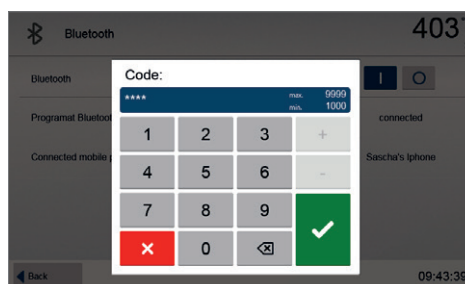 Bluetooth
403
Bluetooth
I O
Programat Bluetoot
connected
Connected mobile p
Sascha's Iphone
Code:
****
max. 9999
min. 1000
1 2 3 +
4 5 6 -
7 8 9
0
Back
09:43:39